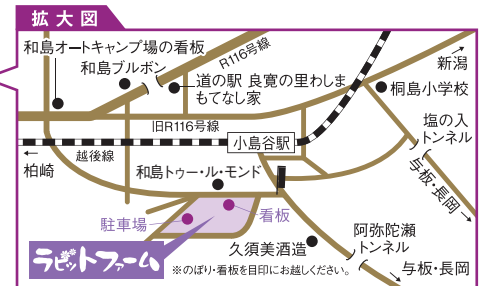 拡大図
和島オートキャンプ場の看板
R116号線
新潟
和島ブルボン
道の駅 良寛の里わしま
もてなし家
桐島小学校
旧R116号線
小島谷駅
塩の入
トンネル
越後線
←
柏崎
和島トゥー・ル・モンド
与板・長岡
駐車場
看板
阿弥陀瀬
トンネル
久須美酒造
ラビットファーム
※のぼり・看板を目印にお越しください。
→与板・長岡